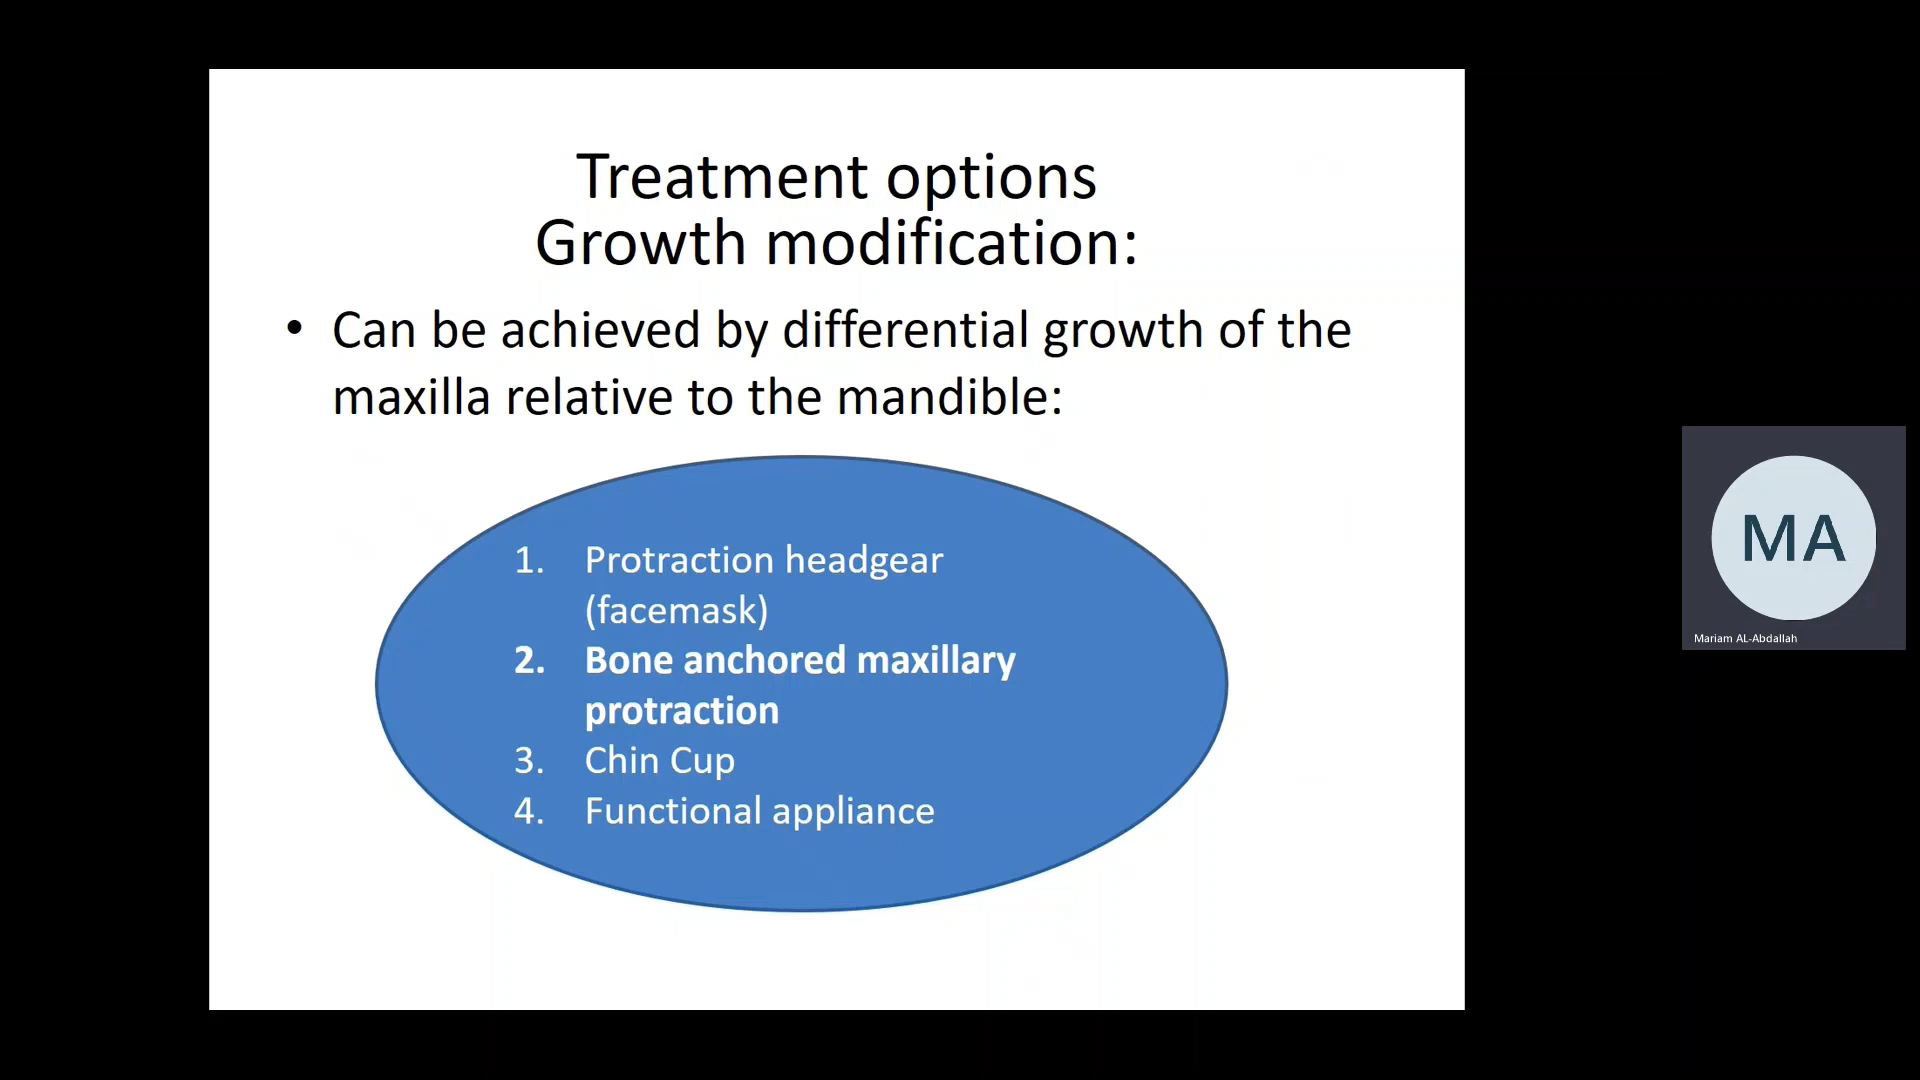 Treatment options
Growth modification:
• Can be achieved by differential growth of the
maxilla relative to the mandible:
1. Protraction headgear
(facemask)
2. Bone anchored maxillary
protraction
3. Chin Cup
4. Functional appliance
MA
Mariam AL-Abdallah